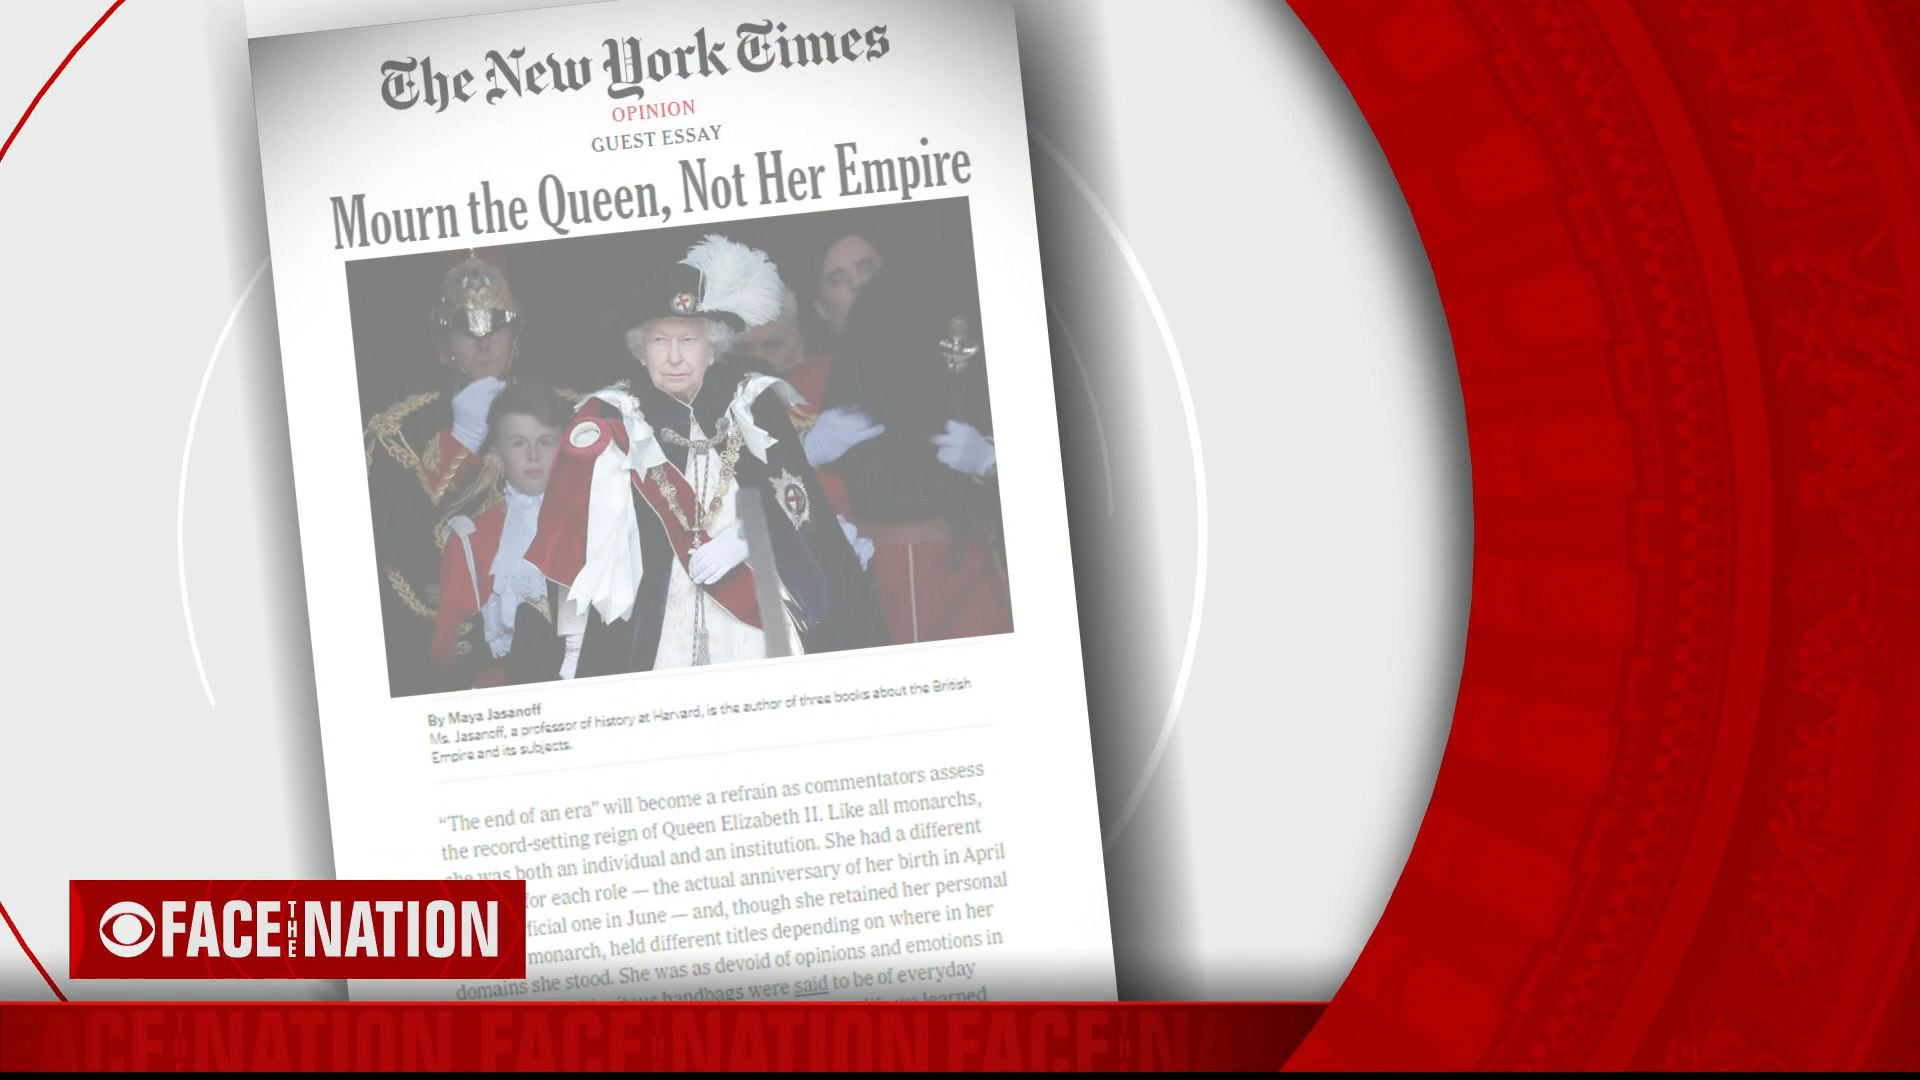 The New York Times
OPINION
GUEST ESSAY
Mourn the Queen, Not Her Empire
By Maya Jasanoff
Ms. Jasanoff, a professor of history at Harvard, is the author of three books about the British
Empire and its subjects.
“The end of an era” will become a refrain as commentators assess
the record-setting reign of Queen Elizabeth II. Like all monarchs,
she was both an individual and an institution. She had a different
for each role — the actual anniversary of her birth in April
ficial one in June — and, though she retained her personal
monarch, held different titles depending on where in her
domains she stood. She was as devoid of opinions and emotions in
handbags were said to be of everyday
learned
FACE THE NATION
FACE THE NATION FACE THE NATION FACE THE NA